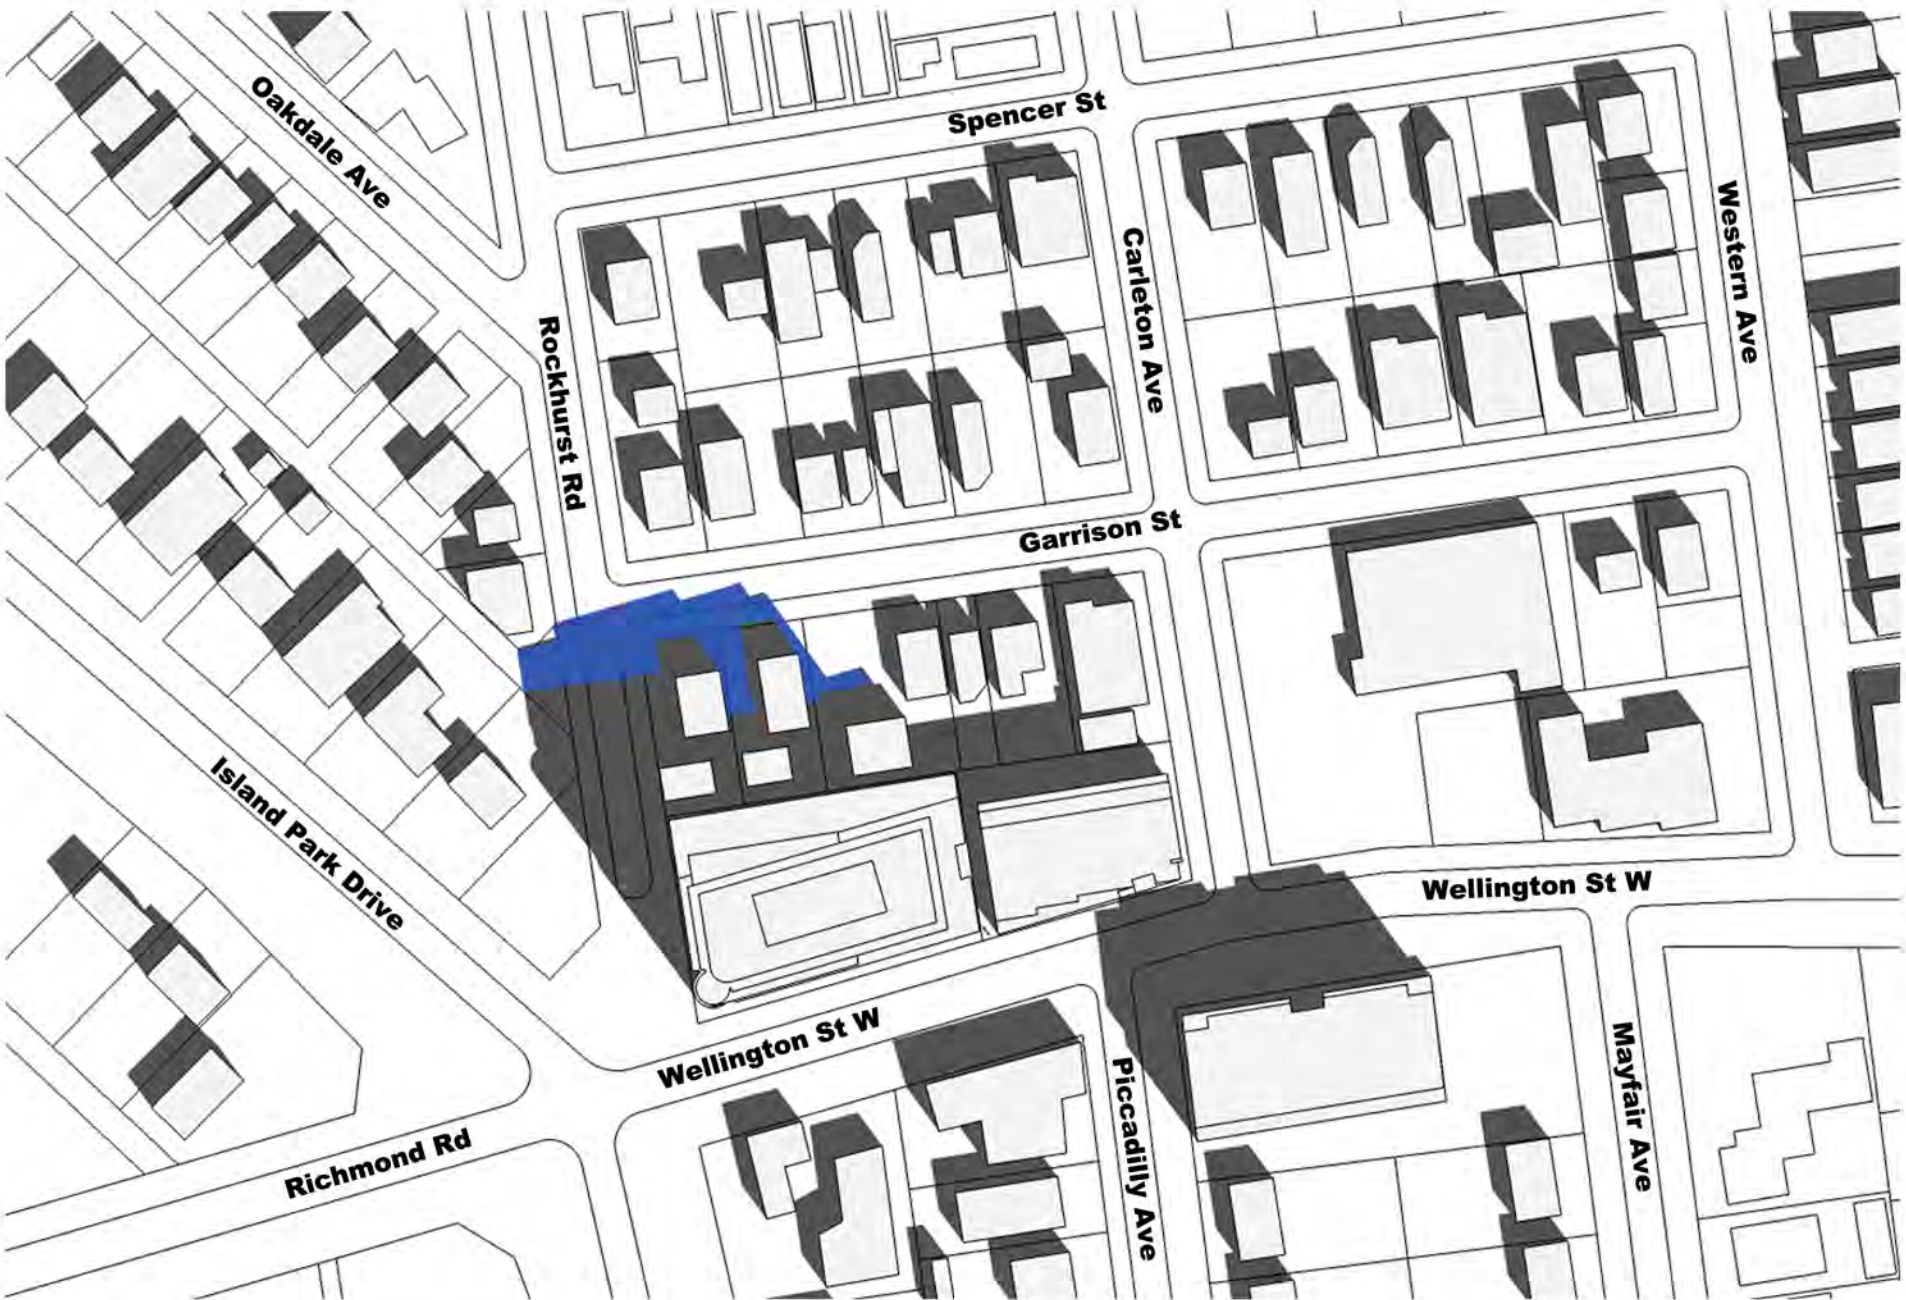 Oakdale Ave
Spencer St
Western Ave
Carleton Ave
Rockhurst Rd
Garrison St
Island Park Drive
Wellington St W
Wellington St W
Mayfair Ave
Piccadilly Ave
Richmond Rd